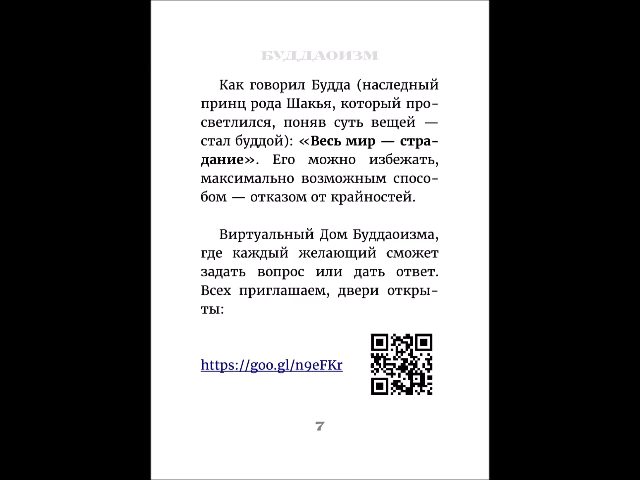 БУДДАОИЗМ
Как говорил Будда (наследный
принц рода Шакья, который про-
светлился, поняв суть вещей —
стал буддой): «Весь мир — стра-
дание». Его можно избежать,
максимально возможным спосо-
бом — отказом от крайностей.
Виртуальный Дом Буддаоизма,
где каждый желающий сможет
задать вопрос или дать ответ.
Всех приглашаем, двери откры-
ты:
https://goo.gl/n9eFKr
7